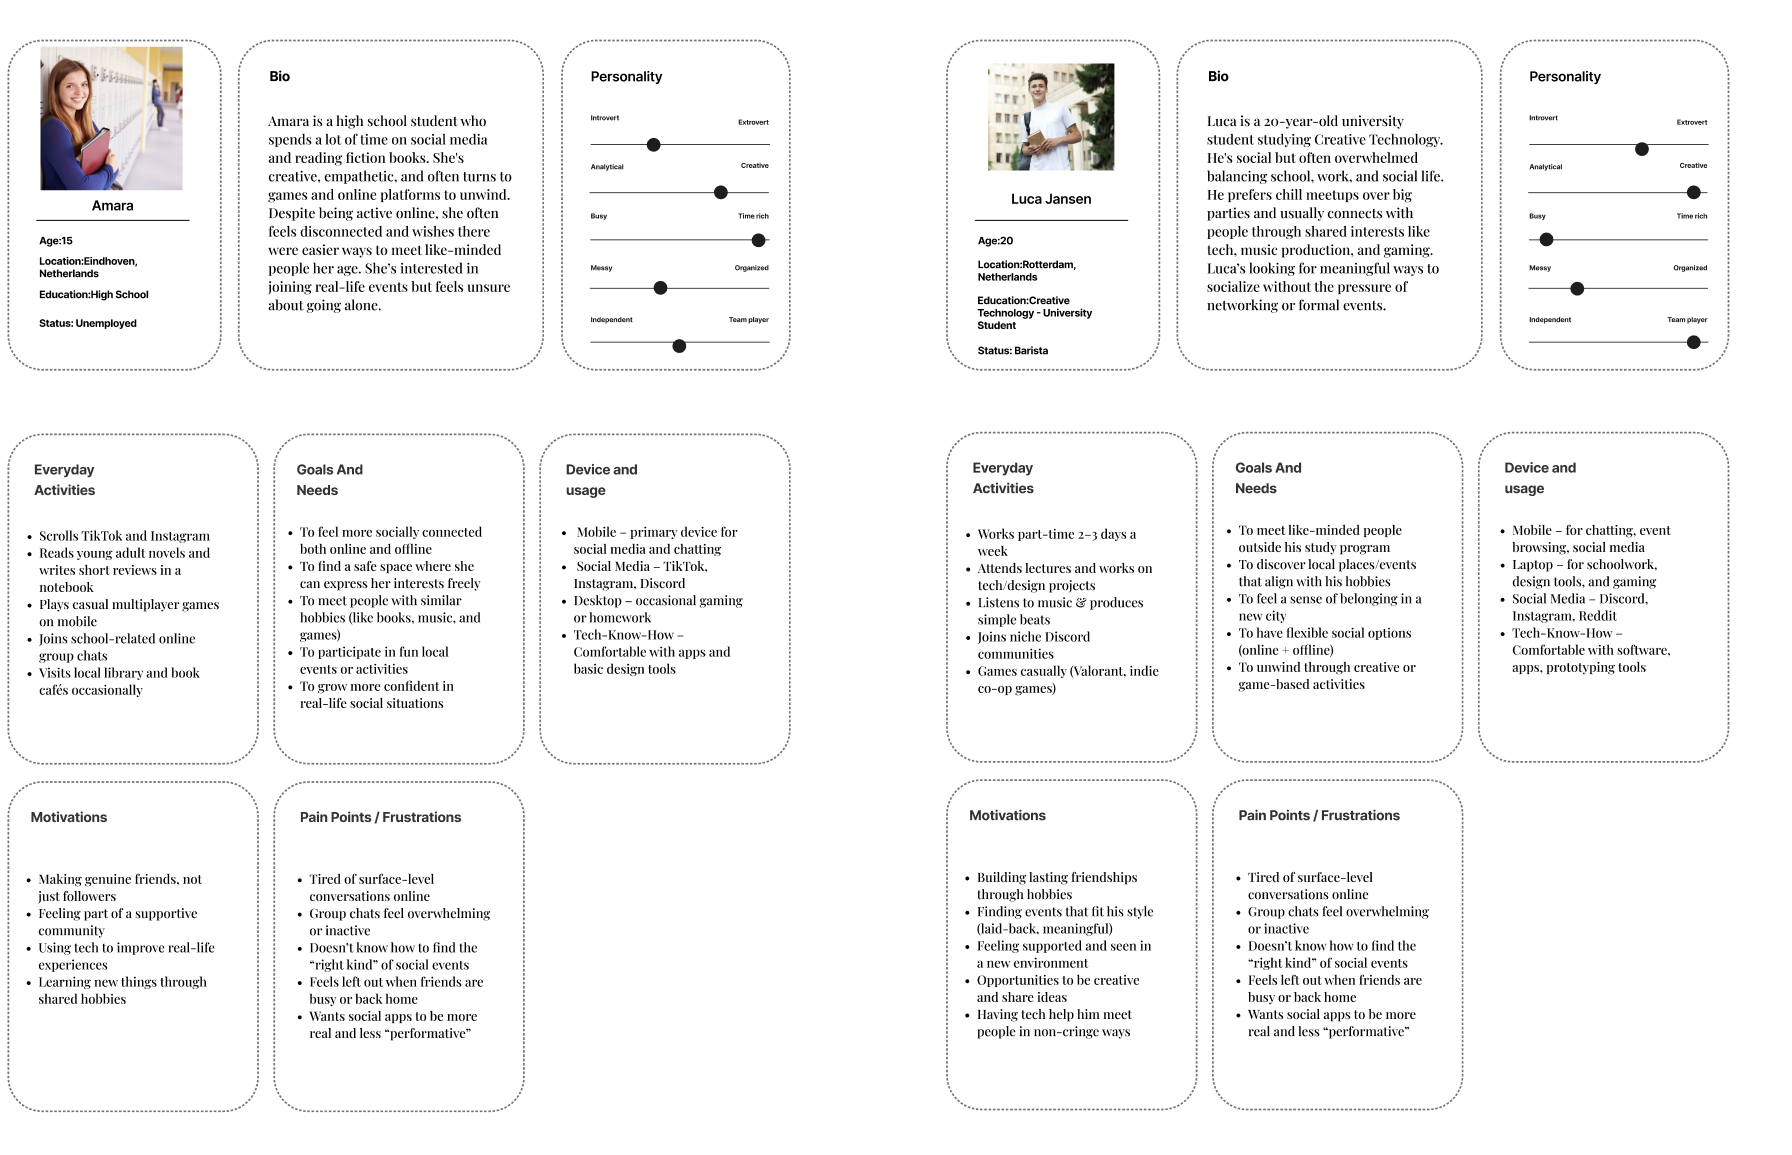 Amara
Age:15
Location:Eindhoven,
Netherlands
Education:High School
Status: Unemployed
Bio
Amara is a high school student who
spends a lot of time on social media
and reading fiction books. She's
creative, empathetic, and often turns to
games and online platforms to unwind.
Despite being active online, she often
feels disconnected and wishes there
were easier ways to meet like-minded
people her age. She's interested in
joining real-life events but feels unsure
about going alone.
Personality
Introvert
Extrovert
Analytical
Creative
Busy
Time rich
Messy
Organized
Independent
Team player
Everyday
Activities
• Scrolls TikTok and Instagram
• Reads young adult novels and
writes short reviews in a
notebook
• Plays casual multiplayer games
on mobile
• Joins school-related online
group chats
• Visits local library and book
cafés occasionally
Goals And
Needs
• To feel more socially connected
both online and offline
• To find a safe space where she
can express her interests freely
• To meet people with similar
hobbies (like books, music, and
games)
• To participate in fun local
events or activities
• To grow more confident in
real-life social situations
Device and
usage
• Mobile – primary device for
social media and chatting
• Social Media – TikTok,
Instagram, Discord
• Desktop – occasional gaming
or homework
• Tech-Know-How –
Comfortable with apps and
basic design tools
Motivations
• Making genuine friends, not
just followers
• Feeling part of a supportive
community
• Using tech to improve real-life
experiences
• Learning new things through
shared hobbies
Pain Points / Frustrations
• Tired of surface-level
conversations online
• Group chats feel overwhelming
or inactive
• Doesn't know how to find the
“right kind” of social events
• Feels left out when friends are
busy or back home
• Wants social apps to be more
real and less “performative”
Luca Jansen
Age:20
Location:Rotterdam,
Netherlands
Education:Creative
Technology - University
Student
Status: Barista
Bio
Luca is a 20-year-old university
student studying Creative Technology.
He's social but often overwhelmed
balancing school, work, and social life.
He prefers chill meetups over big
parties and usually connects with
people through shared interests like
tech, music production, and gaming.
Luca's looking for meaningful ways to
socialize without the pressure of
networking or formal events.
Personality
Introvert
Extrovert
Analytical
Creative
Busy
Time rich
Messy
Organized
Independent
Team player
Everyday
Activities
• Works part-time 2–3 days a
week
• Attends lectures and works on
tech/design projects
• Listens to music & produces
simple beats
• Joins niche Discord
communities
• Games casually (Valorant, indie
co-op games)
Goals And
Needs
• To meet like-minded people
outside his study program
• To discover local places/events
that align with his hobbies
• To feel a sense of belonging in a
new city
• To have flexible social options
(online + offline)
• To unwind through creative or
game-based activities
Device and
usage
• Mobile – for chatting, event
browsing, social media
• Laptop – for schoolwork,
design tools, and gaming
• Social Media – Discord,
Instagram, Reddit
• Tech-Know-How –
Comfortable with software,
apps, prototyping tools
Motivations
• Building lasting friendships
through hobbies
• Finding events that fit his style
(laid-back, meaningful)
• Feeling supported and seen in
a new environment
• Opportunities to be creative
and share ideas
• Having tech help him meet
people in non-cringe ways
Pain Points / Frustrations
• Tired of surface-level
conversations online
• Group chats feel overwhelming
or inactive
• Doesn't know how to find the
“right kind” of social events
• Feels left out when friends are
busy or back home
• Wants social apps to be more
real and less “performative”